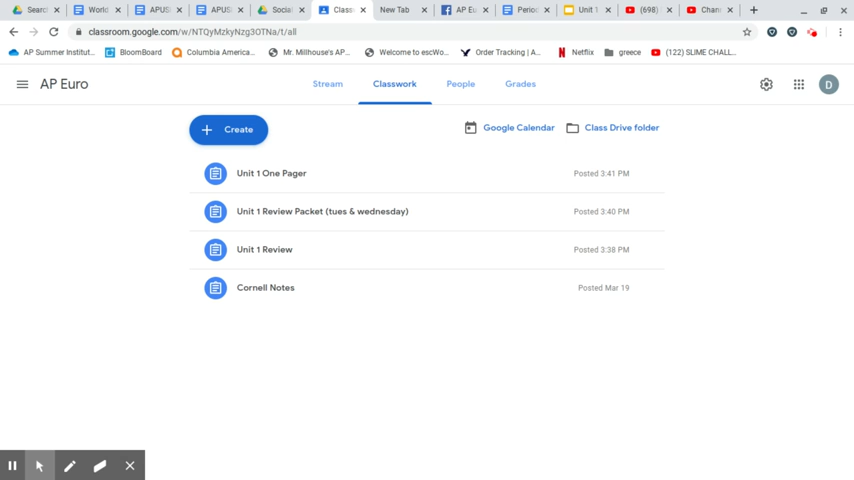 Searc World APUS APUS Socia Class New Tab AP Eu Perio Unit 1 (698) Chan
classroom.google.com/w/NTQyMzkyNzg3OTNa/t/all
AP Summer Institut... BloomBoard Columbia America... Mr. Millhouse's AP... Welcome to escWo... Order Tracking | A... Netflix greece (122) SLIME CHALL...
AP Euro Stream Classwork People Grades D
Create Google Calendar Class Drive folder
Unit 1 One Pager Posted 3:41 PM
Unit 1 Review Packet (tues & wednesday) Posted 3:40 PM
Unit 1 Review Posted 3:38 PM
Cornell Notes Posted Mar 19